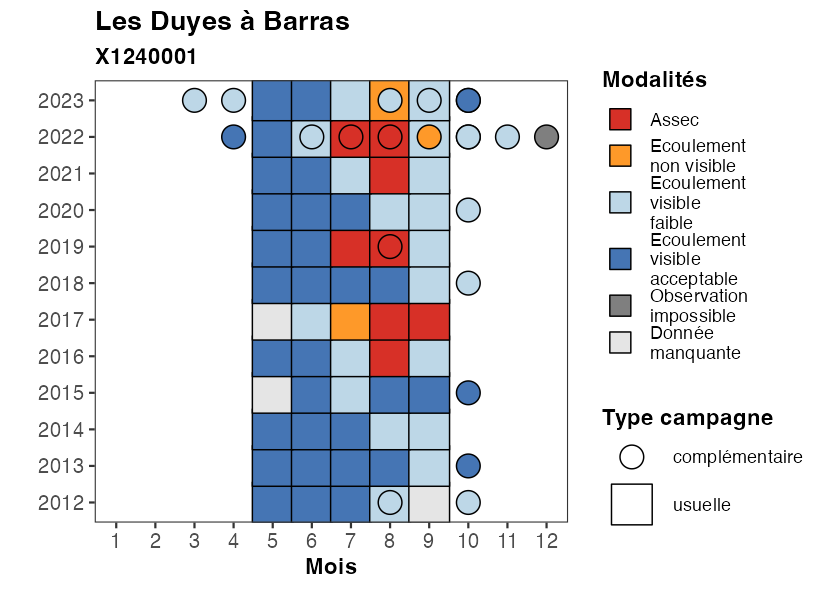 Les Duyes à Barras
X1240001
2023
2022
2021
2020
2019
2018
2017
2016
2015
2014
2013
2012
1 2 3 4 5 6 7 8 9 10 11 12
Mois
Modalités
Assec
Ecoulement
non visible
Ecoulement
visible
faible
Ecoulement
visible
acceptable
Observation
impossible
Donnée
manquante
Type campagne
complémentaire
usuelle